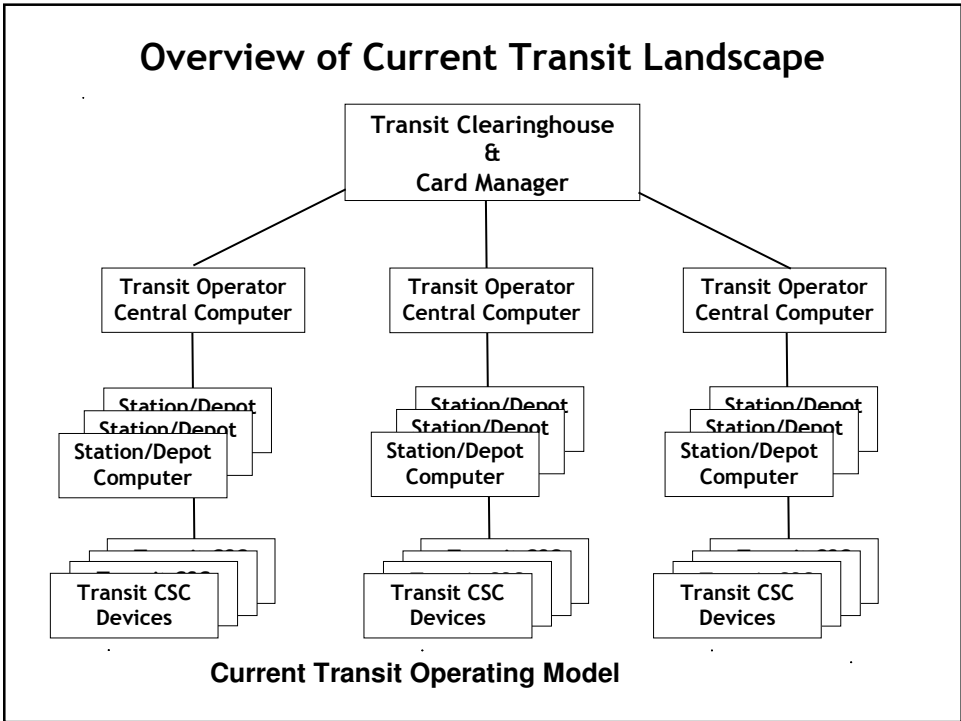 Overview of Current Transit Landscape
Transit Clearinghouse
&
Card Manager
Transit Operator
Central Computer
Transit Operator
Central Computer
Transit Operator
Central Computer
Station/Depot
Station/Depot
Station/Depot
Computer
Station/Depot
Station/Depot
Station/Depot
Computer
Station/Depot
Station/Depot
Station/Depot
Computer
Transit CSC
Devices
Transit CSC
Devices
Transit CSC
Devices
Current Transit Operating Model